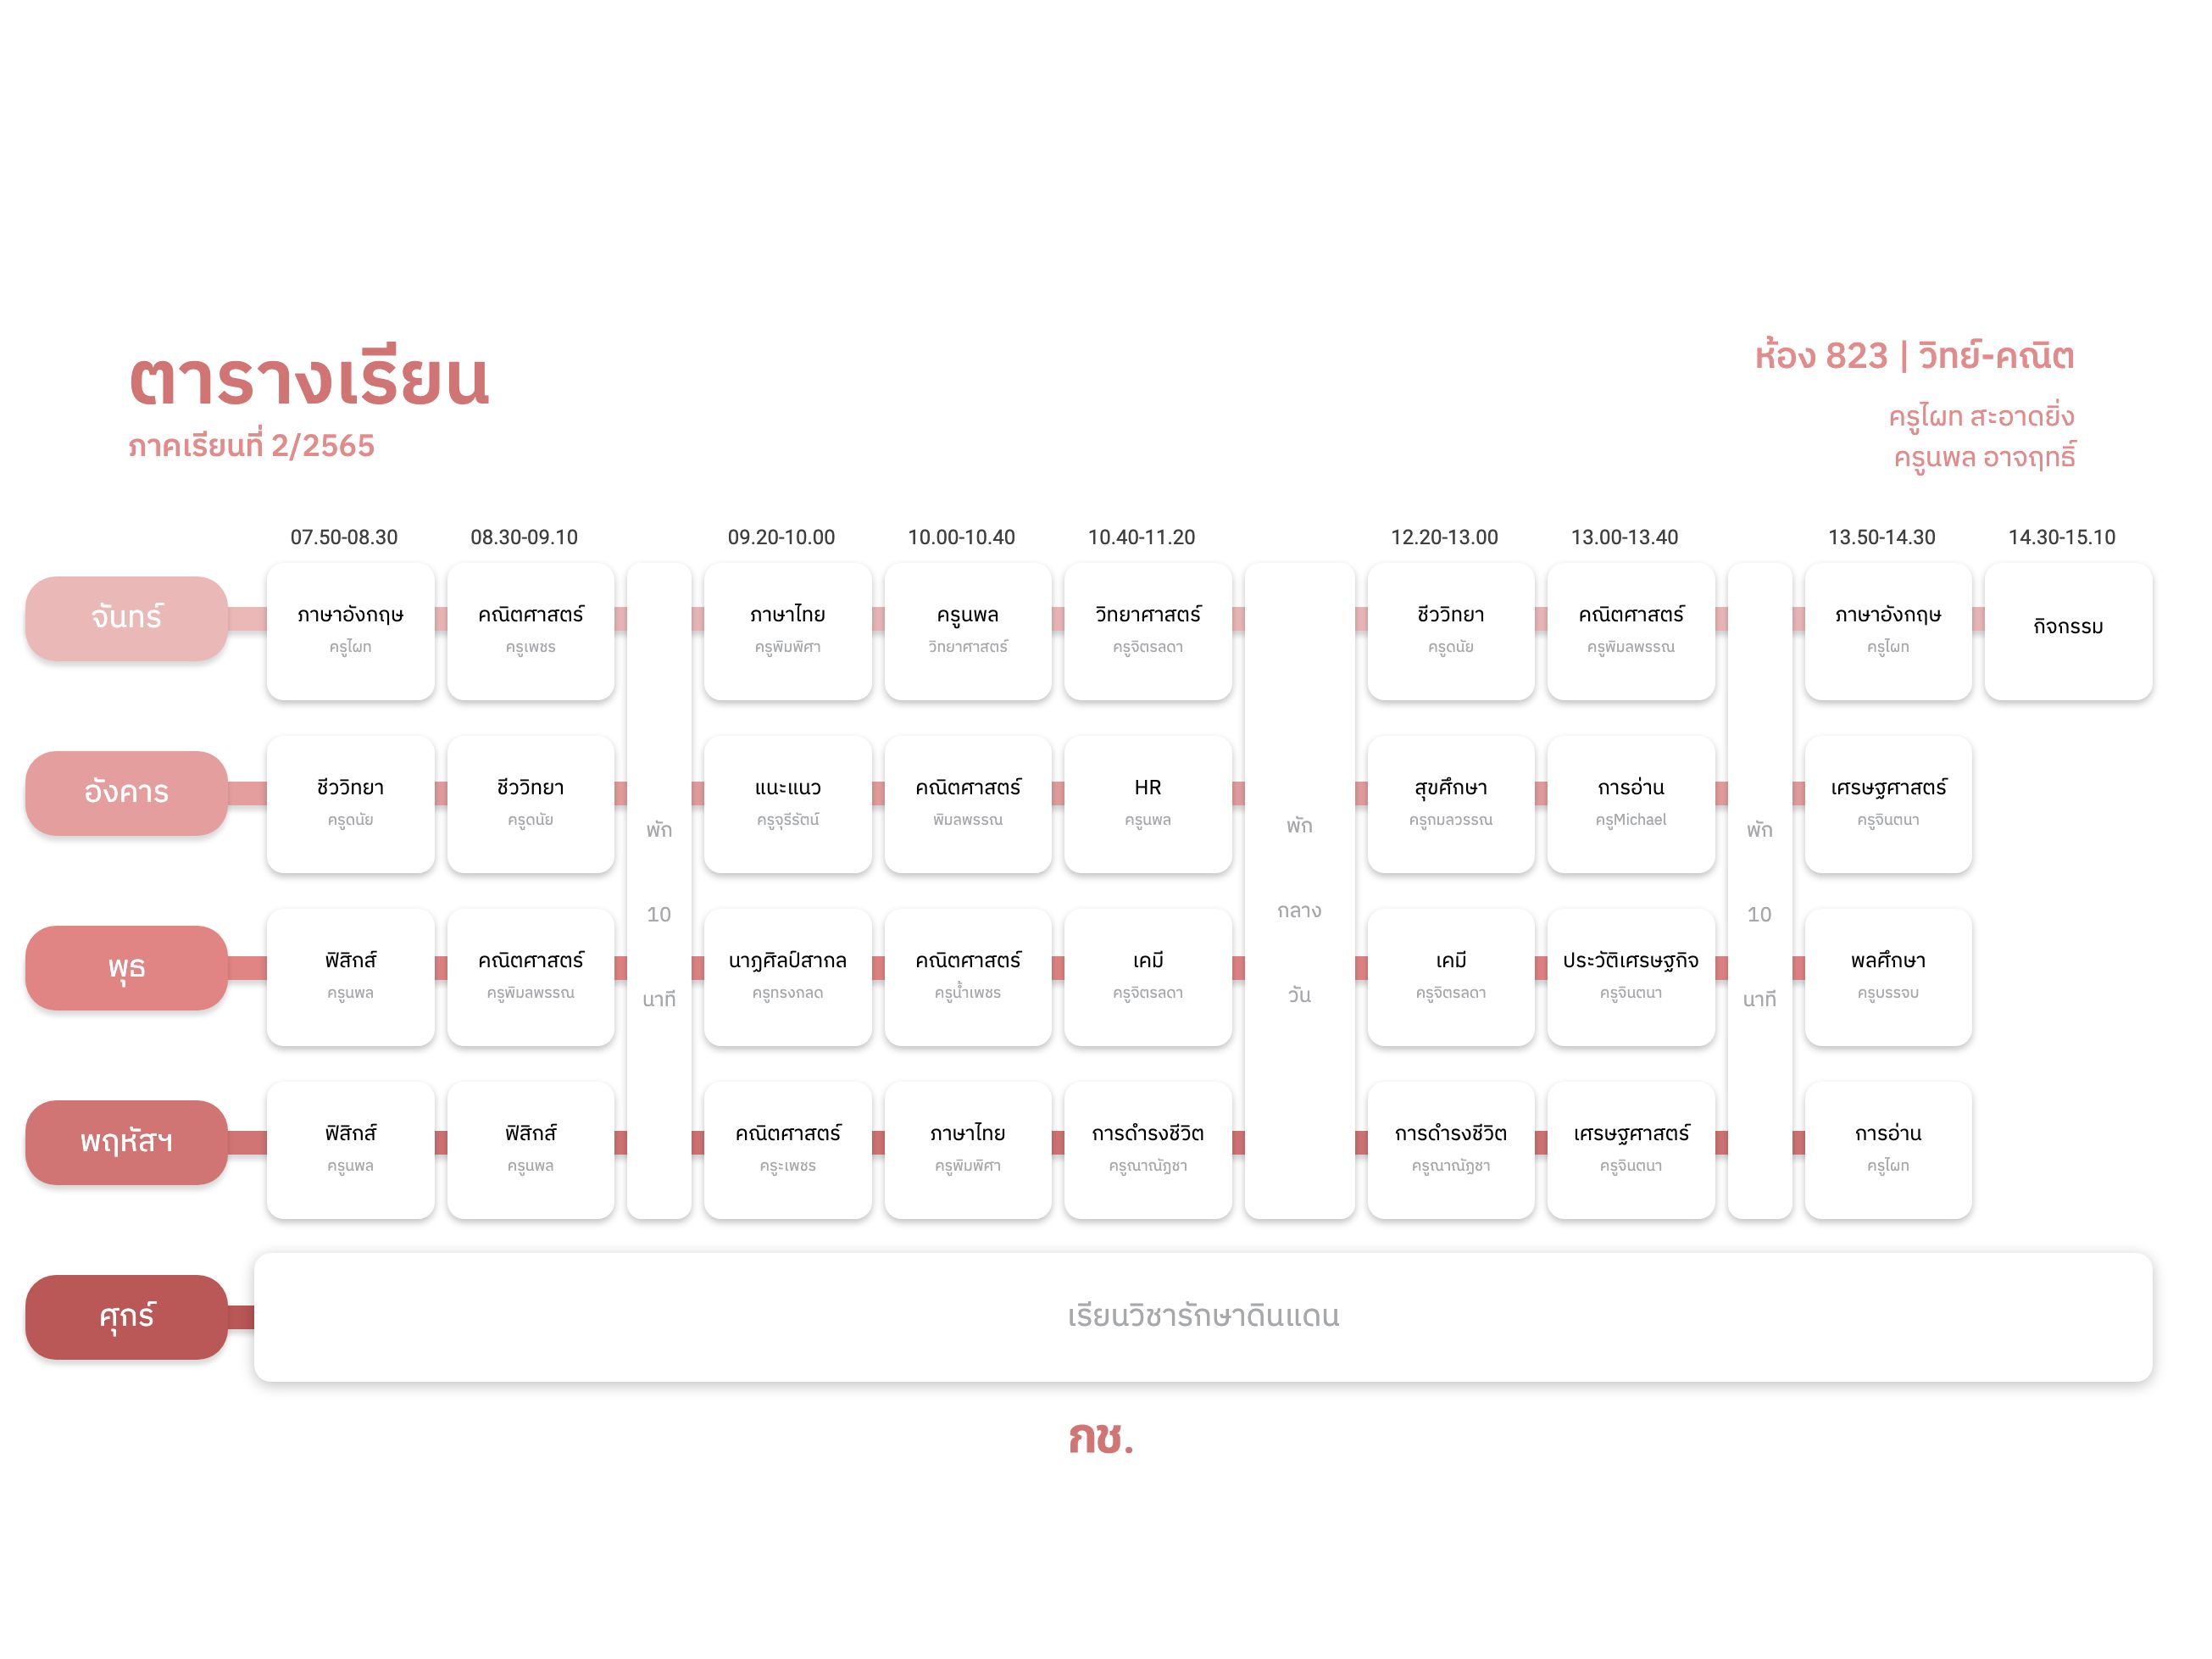 ตารางเรียน
ภาคเรียนที่ 2/2565
ห้อง 823 | วิทย์-คณิต
ครูไผท สะอาดยิ่ง
ครูนพล อาจฤทธิ์
07.50-08.30 08.30-09.10 09.20-10.00 10.00-10.40 10.40-11.20 12.20-13.00 13.00-13.40 13.50-14.30 14.30-15.10
จันทร์
ภาษาอังกฤษ คณิตศาสตร์ ภาษาไทย ครูนพล วิทยาศาสตร์ ชีววิทยา คณิตศาสตร์ ภาษาอังกฤษ กิจกรรม
ครูไผท ครูเพชร ครูพิมพิศา วิทยาศาสตร์ ครูจิตรลดา ครูดนัย ครูพิมลพรรณ ครูไผท
อังคาร
ชีววิทยา ชีววิทยา แนะแนว คณิตศาสตร์ HR สุขศึกษา การอ่าน เศรษฐศาสตร์
ครูดนัย ครูดนัย ครูจุรีรัตน์ พิมลพรรณ ครูนพล ครูกมลวรรณ ครูMichael ครูจินตนา
พุธ
ฟิสิกส์ คณิตศาสตร์ นาฏศิลป์สากล คณิตศาสตร์ เคมี เคมี ประวัติเศรษฐกิจ พลศึกษา
ครูนพล ครูพิมลพรรณ ครูทรงกลด ครูน้ำเพชร ครูจิตรลดา ครูจิตรลดา ครูจินตนา ครูบรรจบ
พฤหัสฯ
ฟิสิกส์ ฟิสิกส์ คณิตศาสตร์ ภาษาไทย การดำรงชีวิต การดำรงชีวิต เศรษฐศาสตร์ การอ่าน
ครูนพล ครูนพล ครูะเพชร ครูพิมพิศา ครูณาณัฏชา ครูณาณัฏชา ครูจินตนา ครูไผท
พัก
10
นาที
พัก
กลาง
วัน
พัก
10
นาที
ศุกร์
เรียนวิชารักษาดินแดน
กช.